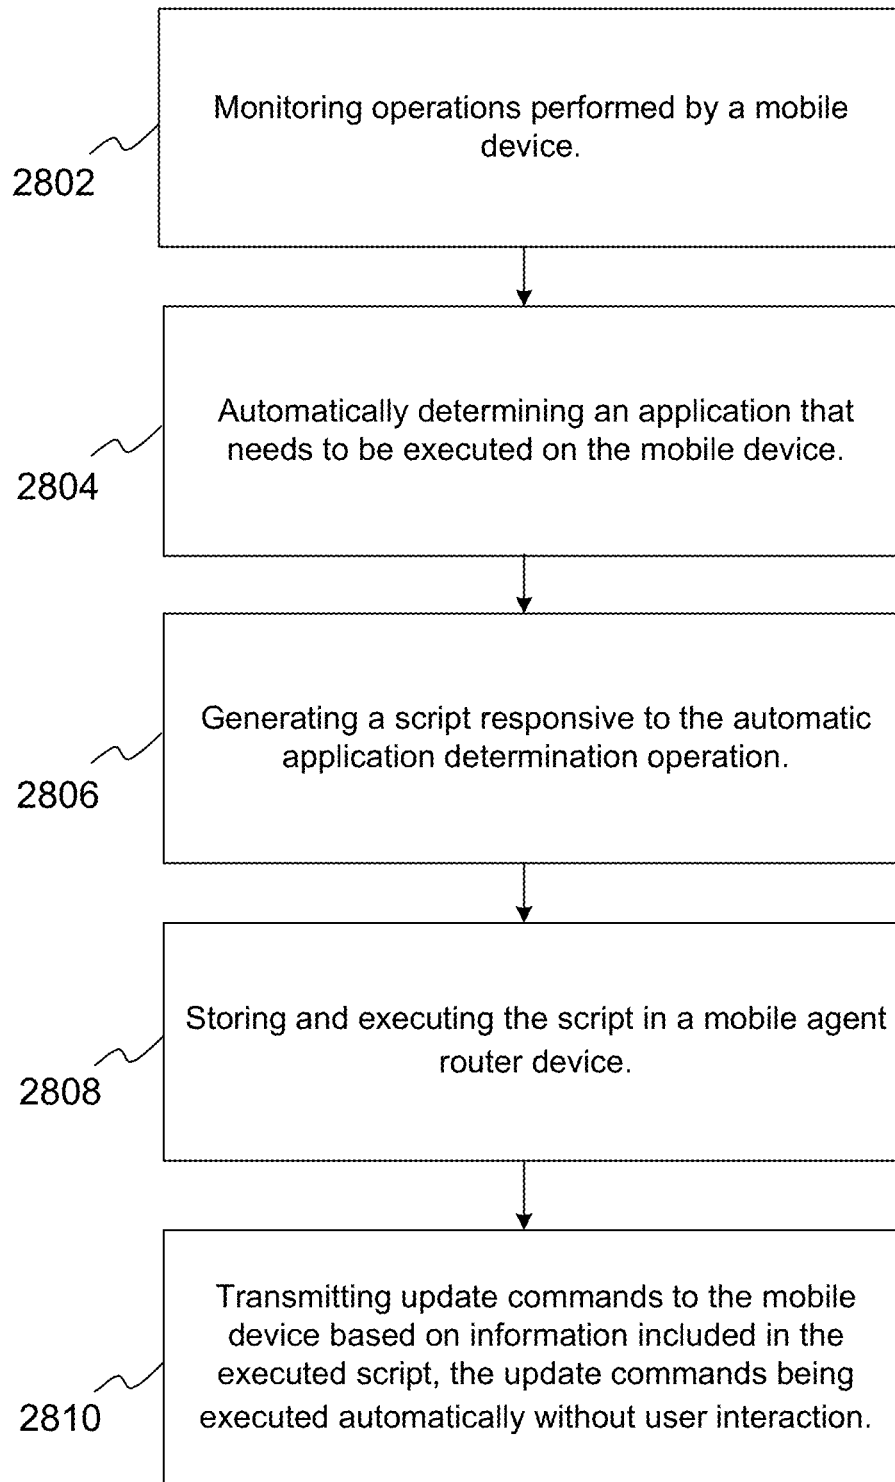 Monitoring operations performed by a mobile
device.
2802
Automatically determining an application that
needs to be executed on the mobile device.
2804
Generating a script responsive to the automatic
application determination operation.
2806
Storing and executing the script in a mobile agent
router device.
2808
Transmitting update commands to the mobile
device based on information included in the
executed script, the update commands being
executed automatically without user interaction.
2810